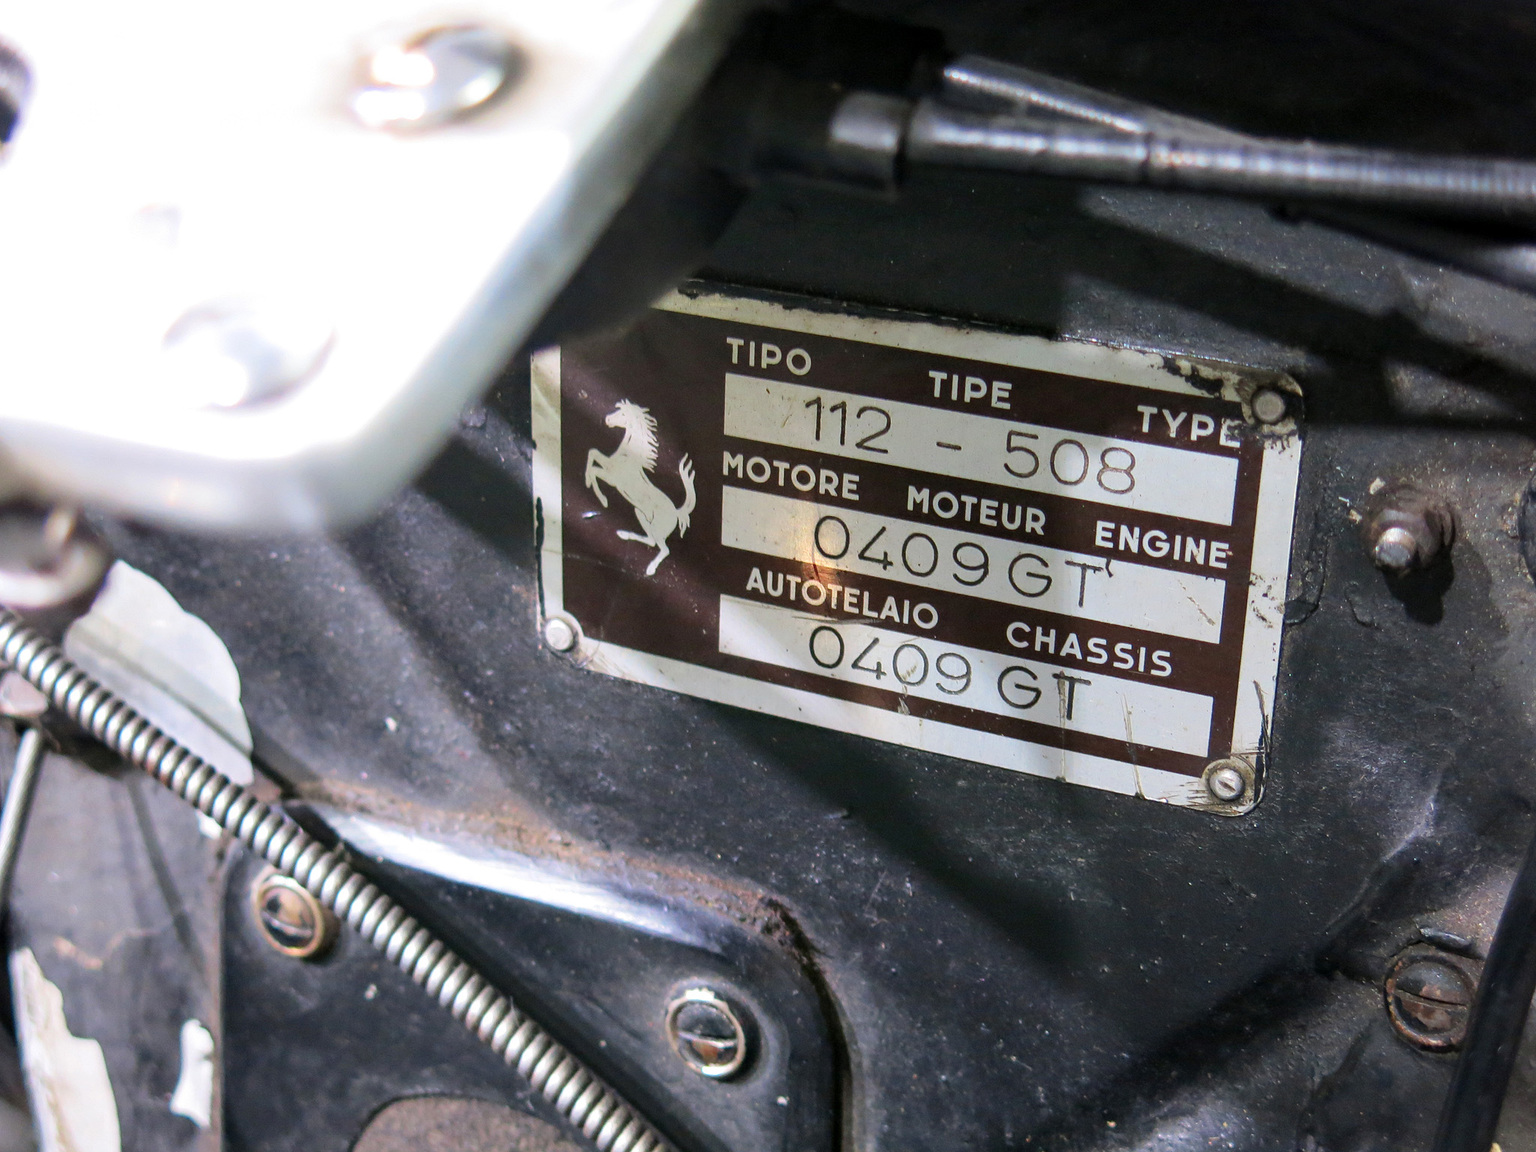 TIPO TIPE TYPE
112 - 508
MOTORE MOTEUR ENGINE
0409 GT
AUTOTELAIO CHASSIS
0409 GT